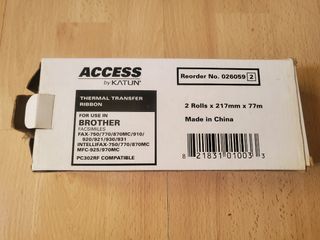 ACCESS
by KATUN®
Reorder No. 026059 2
THERMAL TRANSFER
RIBBON
FOR USE IN
BROTHER
FACSIMILES
FAX-750/770/870MC/910/
920/921/930/931
INTELLIFAX-750/770/870MC
MFC-925/970MC
PC302RF COMPATIBLE
2 Rolls x 217mm x 77m
Made in China
8 21831 01003 3